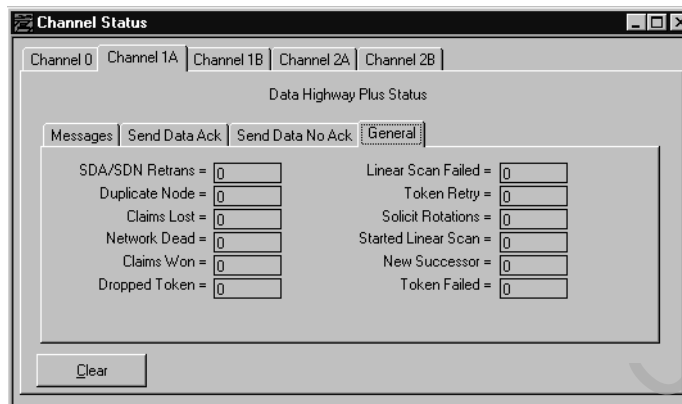 Channel Status
Channel 0 Channel 1A Channel 1B Channel 2A Channel 2B
Data Highway Plus Status
Messages Send Data Ack Send Data No Ack General
SDA/SDN Retrans = 0 Linear Scan Failed = 0
Duplicate Node = 0 Token Retry = 0
Claims Lost = 0 Solicit Rotations = 0
Network Dead = 0 Started Linear Scan = 0
Claims Won = 0 New Successor = 0
Dropped Token = 0 Token Failed = 0
Clear